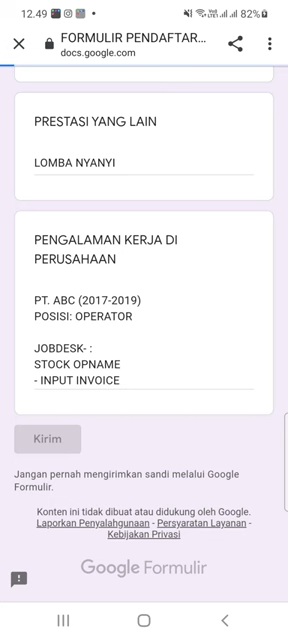 12.49
82%
FORMULIR PENDAFTAR...
docs.google.com
PRESTASI YANG LAIN
LOMBA NYANYI
PENGALAMAN KERJA DI
PERUSAHAAN
PT. ABC (2017-2019)
POSISI: OPERATOR
JOBDESK- :
STOCK OPNAME
- INPUT INVOICE
Kirim
Jangan pernah mengirimkan sandi melalui Google
Formulir.
Konten ini tidak dibuat atau didukung oleh Google.
Laporkan Penyalahgunaan - Persyaratan Layanan -
Kebijakan Privasi
Google Formulir